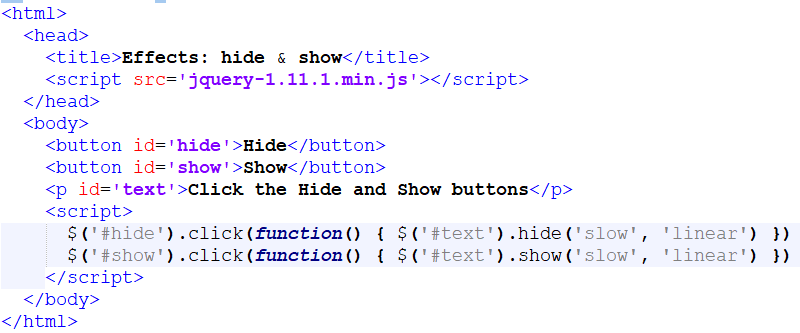 <html>
<head>
<title>Effects: hide & show</title>
<script src='jquery-1.11.1.min.js'></script>
</head>
<body>
<button id='hide'>Hide</button>
<button id='show'>Show</button>
<p id='text'>Click the Hide and Show buttons</p>
<script>
$('#hide').click(function() { $('#text').hide('slow', 'linear') })
$('#show').click(function() { $('#text').show('slow', 'linear') })
</script>
</body>
</html>